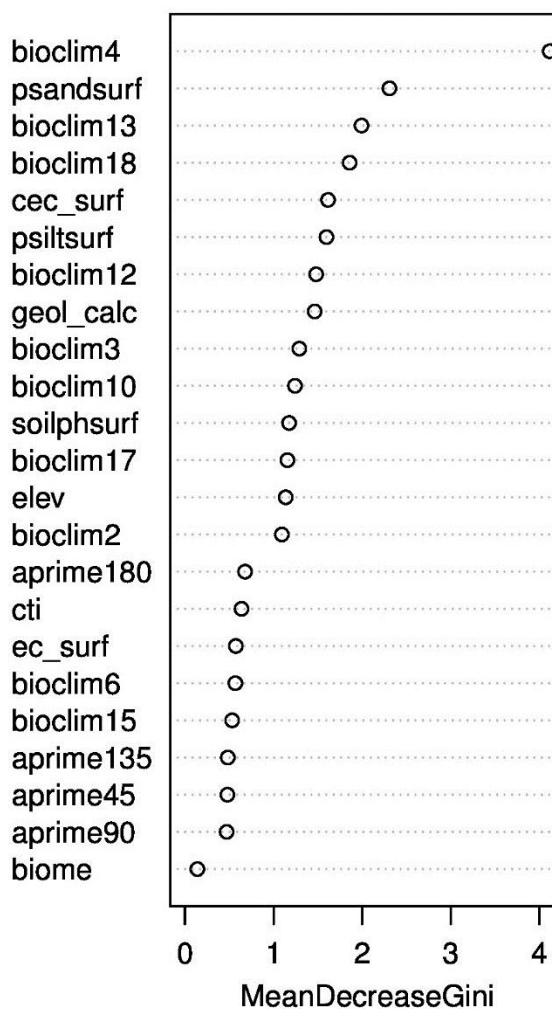 bioclim4
psandsurf
bioclim13
bioclim18
cec_surf
psiltsurf
bioclim12
geol_calc
bioclim3
bioclim10
soilphsurf
bioclim17
elev
bioclim2
aprime180
cti
ec_surf
bioclim6
bioclim15
aprime135
aprime45
aprime90
biome
0 1 2 3 4
MeanDecreaseGini